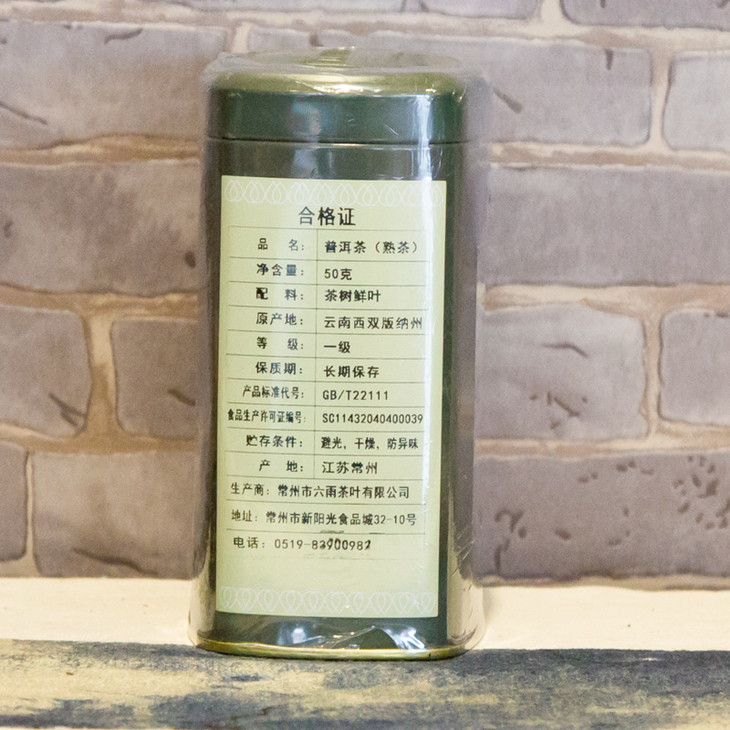 合格证
品 名: 普洱茶（熟茶）
净含量: 50克
配 料: 茶树鲜叶
原产地: 云南西双版纳州
等 级: 一级
保质期: 长期保存
产品标准代号: GB/T22111
食品生产许可证编号: SC11432040400039
贮存条件: 避光，干燥，防异味
产 地: 江苏常州
生产商: 常州市六雨茶叶有限公司
地址: 常州市新阳光食品城32-10号
电话: 0519-83900982